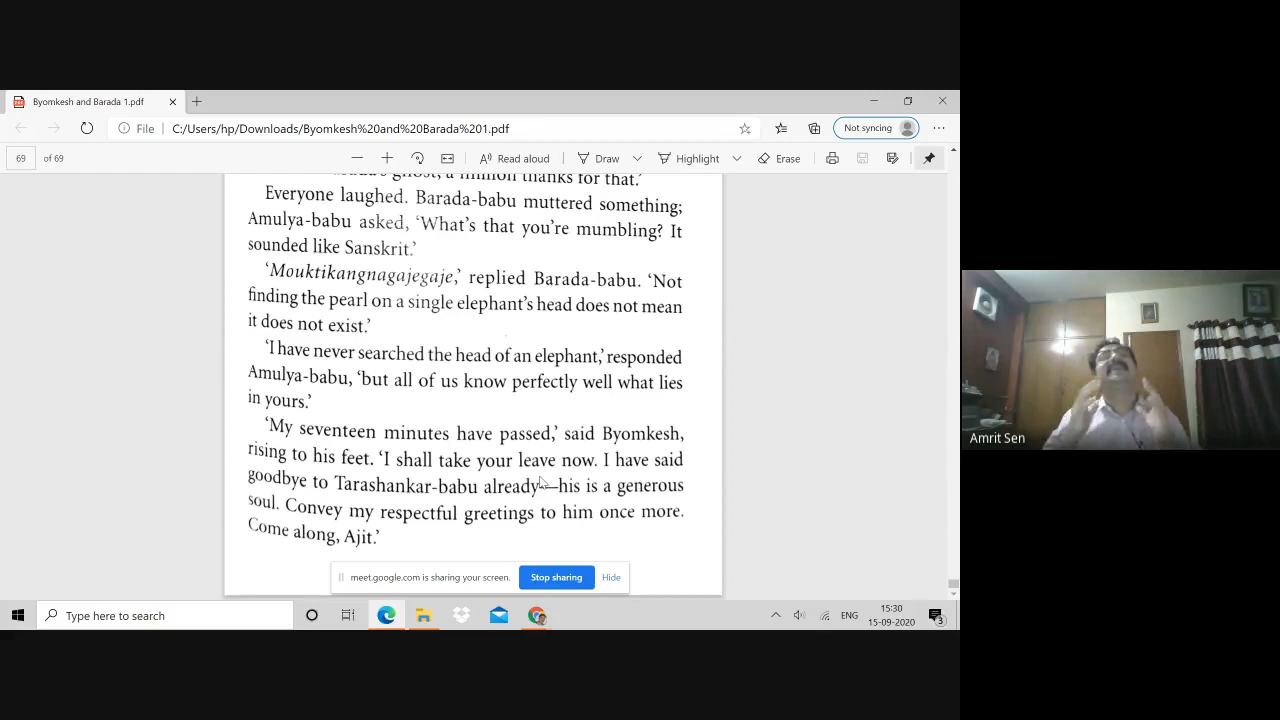 Byomkesh and Barada 1.pdf
File
C:/Users/hp/Downloads/Byomkesh%20and%20Barada%201.pdf
Not syncing
69 of 69
Read aloud
Draw
Highlight
Erase
ghost, a million thanks for that.'
Everyone laughed. Barada-babu muttered something;
Amulya-babu asked, 'What's that you're mumbling? It
sounded like Sanskrit.'
'Mouktikangnagajegaje,' replied Barada-babu. 'Not
finding the pearl on a single elephant's head does not mean
it does not exist.'
'I have never searched the head of an elephant,' responded
Amulya-babu, 'but all of us know perfectly well what lies
in yours.'
'My seventeen minutes have passed,' said Byomkesh,
rising to his feet. 'I shall take your leave now. I have said
goodbye to Tarashankar-babu already—his is a generous
soul. Convey my respectful greetings to him once more.
Come along, Ajit.'
meet.google.com is sharing your screen.
Stop sharing
Hide
Type here to search
ENG
15:30
15-09-2020
3
Amrit Sen